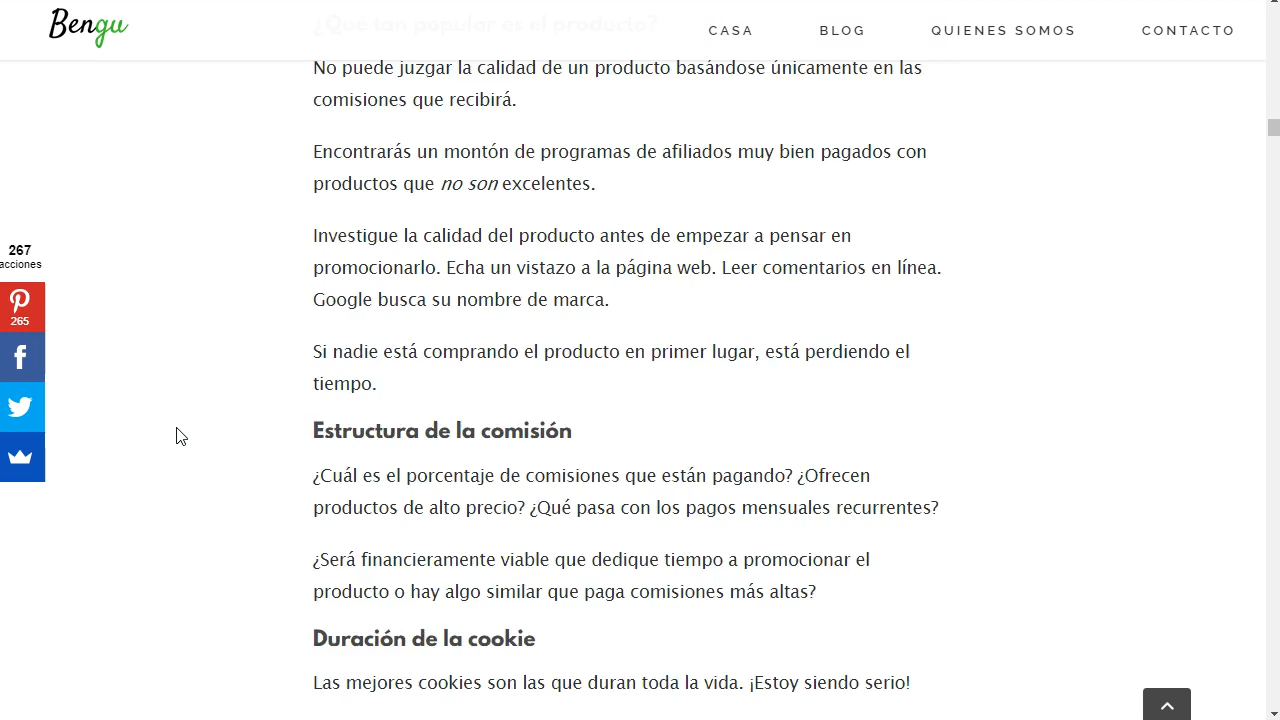 Bengu
CASA
BLOG
QUIENES SOMOS
CONTACTO
¿Qué tan popular es el producto?
No puede juzgar la calidad de un producto basándose únicamente en las
comisiones que recibirá.
Encontrarás un montón de programas de afiliados muy bien pagados con
productos que no son excelentes.
Investigue la calidad del producto antes de empezar a pensar en
promocionarlo. Echa un vistazo a la página web. Leer comentarios en línea.
Google busca su nombre de marca.
Si nadie está comprando el producto en primer lugar, está perdiendo el
tiempo.
Estructura de la comisión
¿Cuál es el porcentaje de comisiones que están pagando? ¿Ofrecen
productos de alto precio? ¿Qué pasa con los pagos mensuales recurrentes?
¿Será financieramente viable que dedique tiempo a promocionar el
producto o hay algo similar que paga comisiones más altas?
Duración de la cookie
Las mejores cookies son las que duran toda la vida. ¡Estoy siendo serio!
267
acciones
265